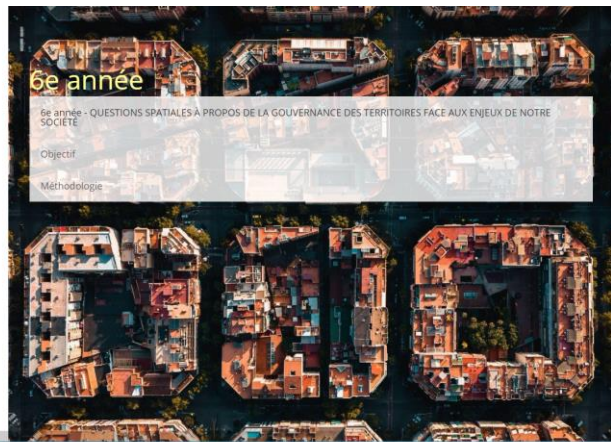 6e année
6e année - QUESTIONS SPATIALES À PROPOS DE LA GOUVERNANCE DES TERRITOIRES FACE AUX ENJEUX DE NOTRE
SOCIÉTÉ
Objectif
Méthodologie